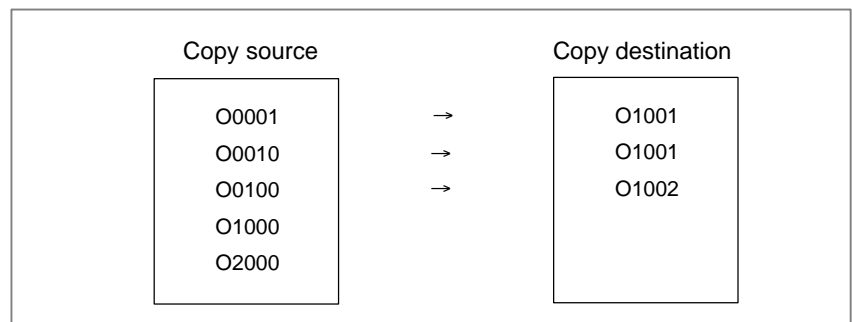 Copy source Copy destination
O0001 → O1001
O0010 → O1001
O0100 → O1002
O1000
O2000